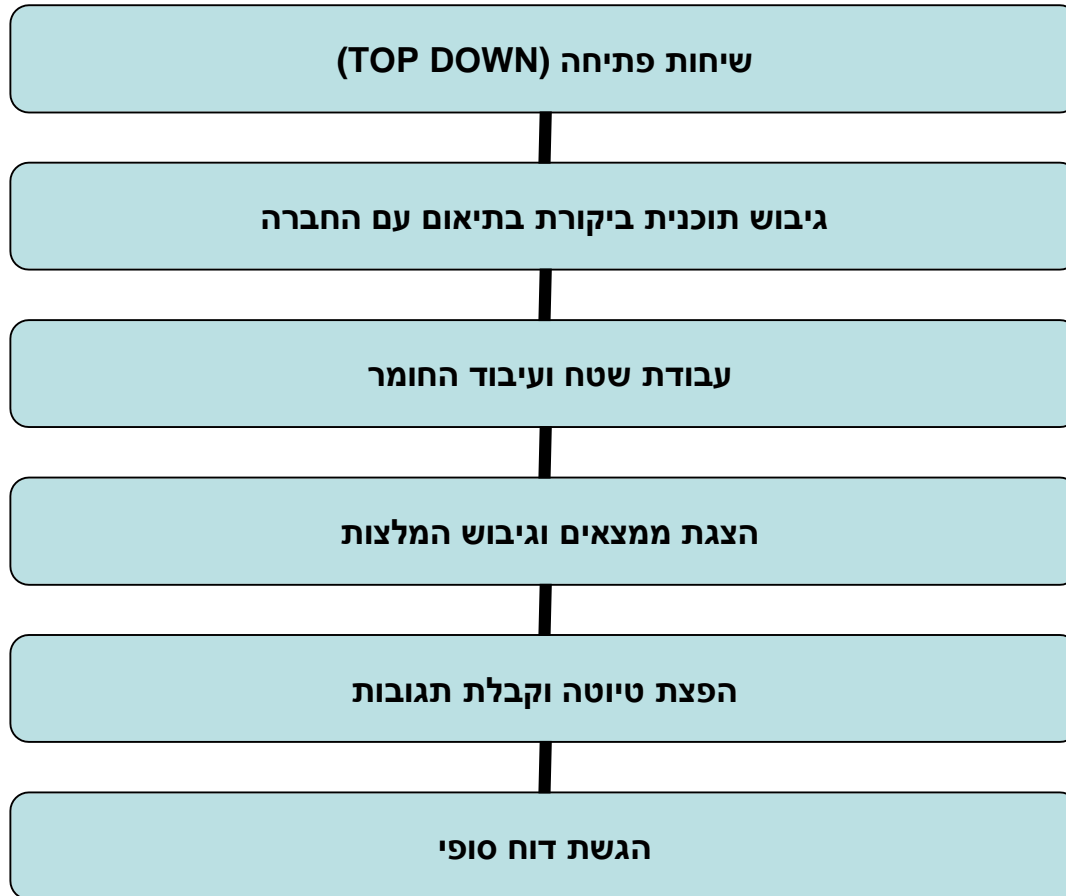 שיחות פתיחה (TOP DOWN)
גיבוש תוכנית ביקורת בתיאום עם החברה
עבודת שטח ועיבוד החומר
הצגת ממצאים וגיבוש המלצות
הפצת טיוטה וקבלת תגובות
הגשת דוח סופי